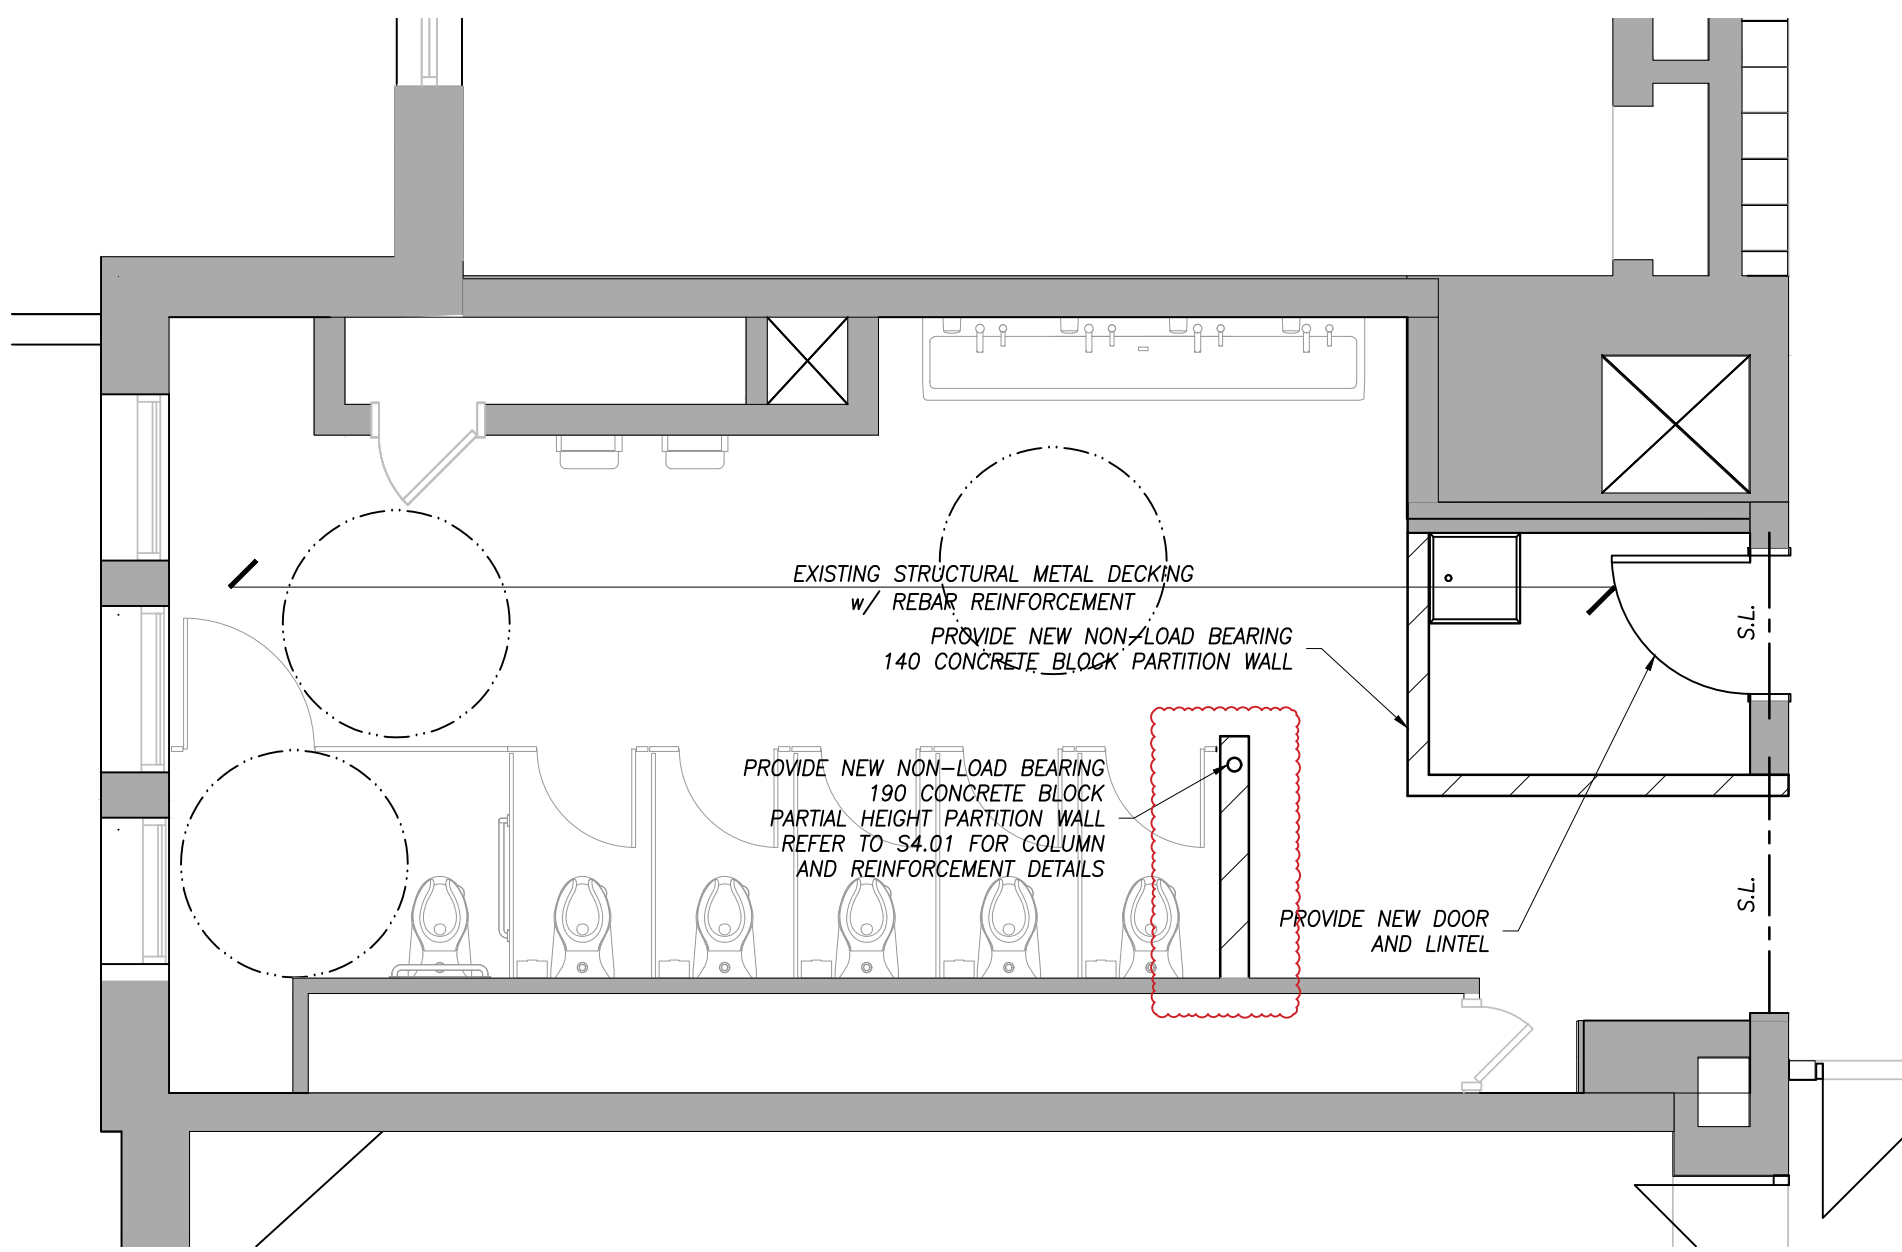 EXISTING STRUCTURAL METAL DECKING
w/ REBAR REINFORCEMENT
PROVIDE NEW NON-LOAD BEARING
140 CONCRETE BLOCK PARTITION WALL
S.L.
PROVIDE NEW NON-LOAD BEARING
190 CONCRETE BLOCK
PARTIAL HEIGHT PARTITION WALL
REFER TO S4.01 FOR COLUMN
AND REINFORCEMENT DETAILS
S.L.
PROVIDE NEW DOOR
AND LINTEL